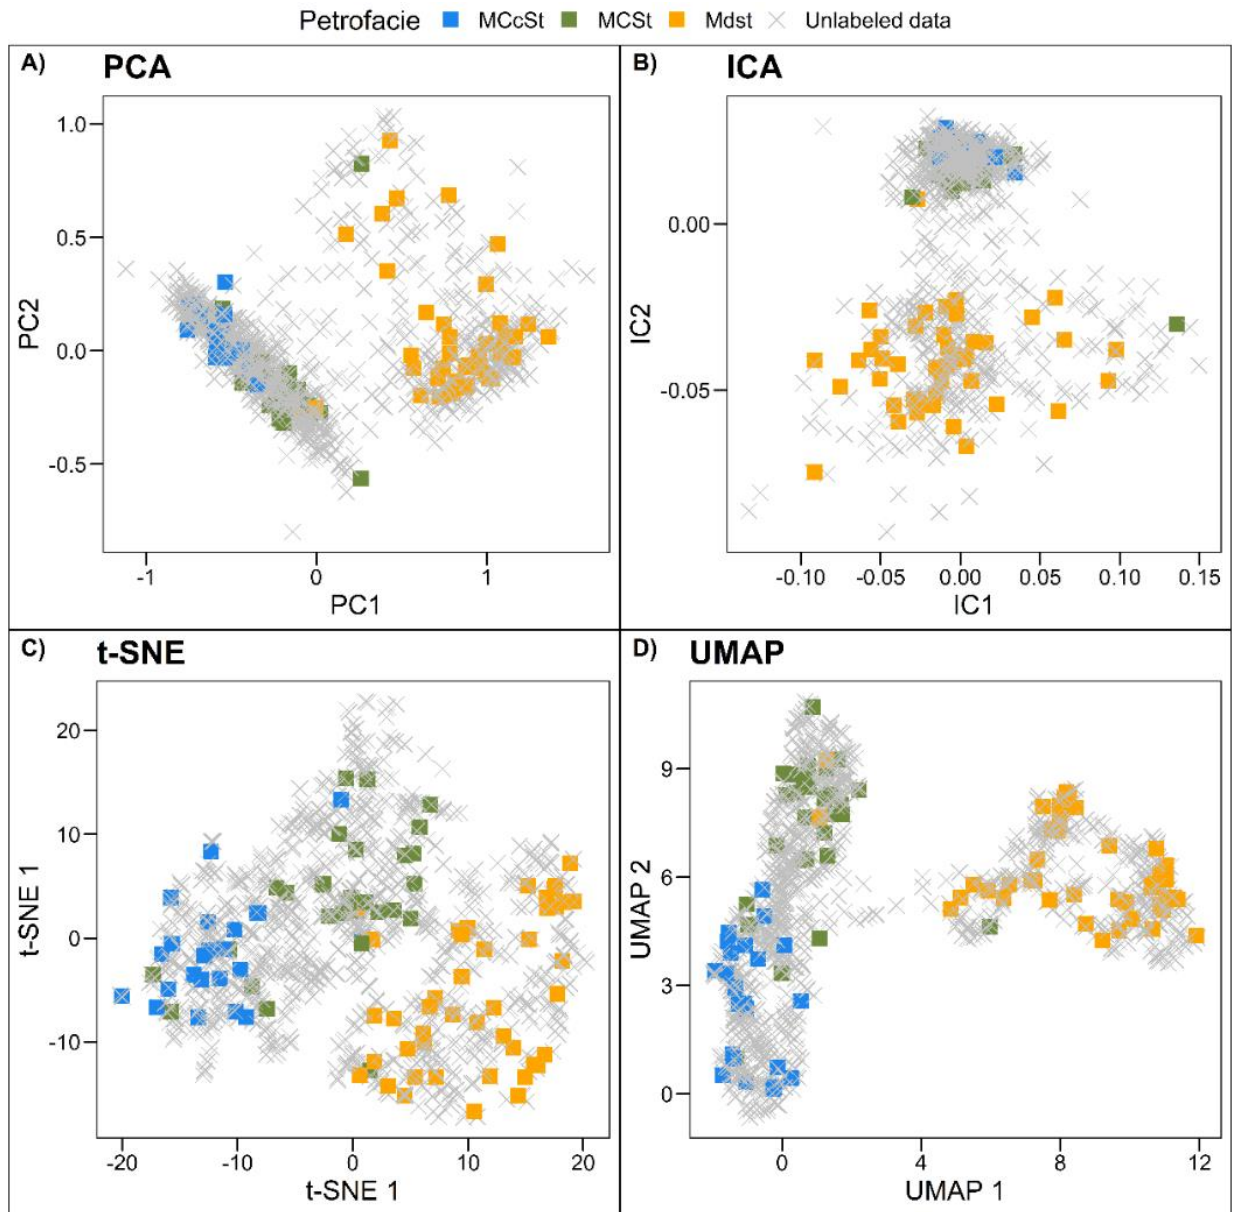 Petrofacie MCcSt MCSt Mdst Unlabeled data
A) PCA
1.0
0.5
0.0
-0.5
PC2
-1 0 1
PC1
B) ICA
0.00
-0.05
IC2
-0.10 -0.05 0.00 0.05 0.10 0.15
IC1
C) t-SNE
20
10
0
-10
t-SNE 1
-20 -10 0 10 20
t-SNE 1
D) UMAP
9
6
3
0
UMAP 2
0 4 8 12
UMAP 1